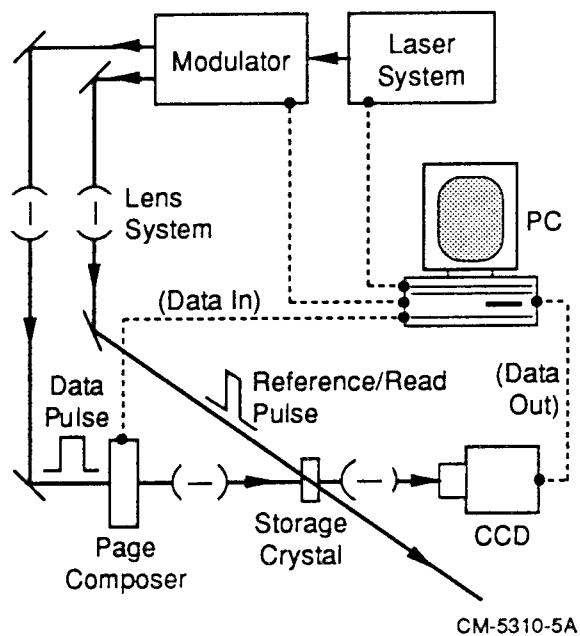 Modulator
Laser
System
Lens
System
PC
(Data In)
Data
Pulse
Reference/Read
Pulse
(Data
Out)
Page
Composer
Storage
Crystal
CCD
CM-5310-5A